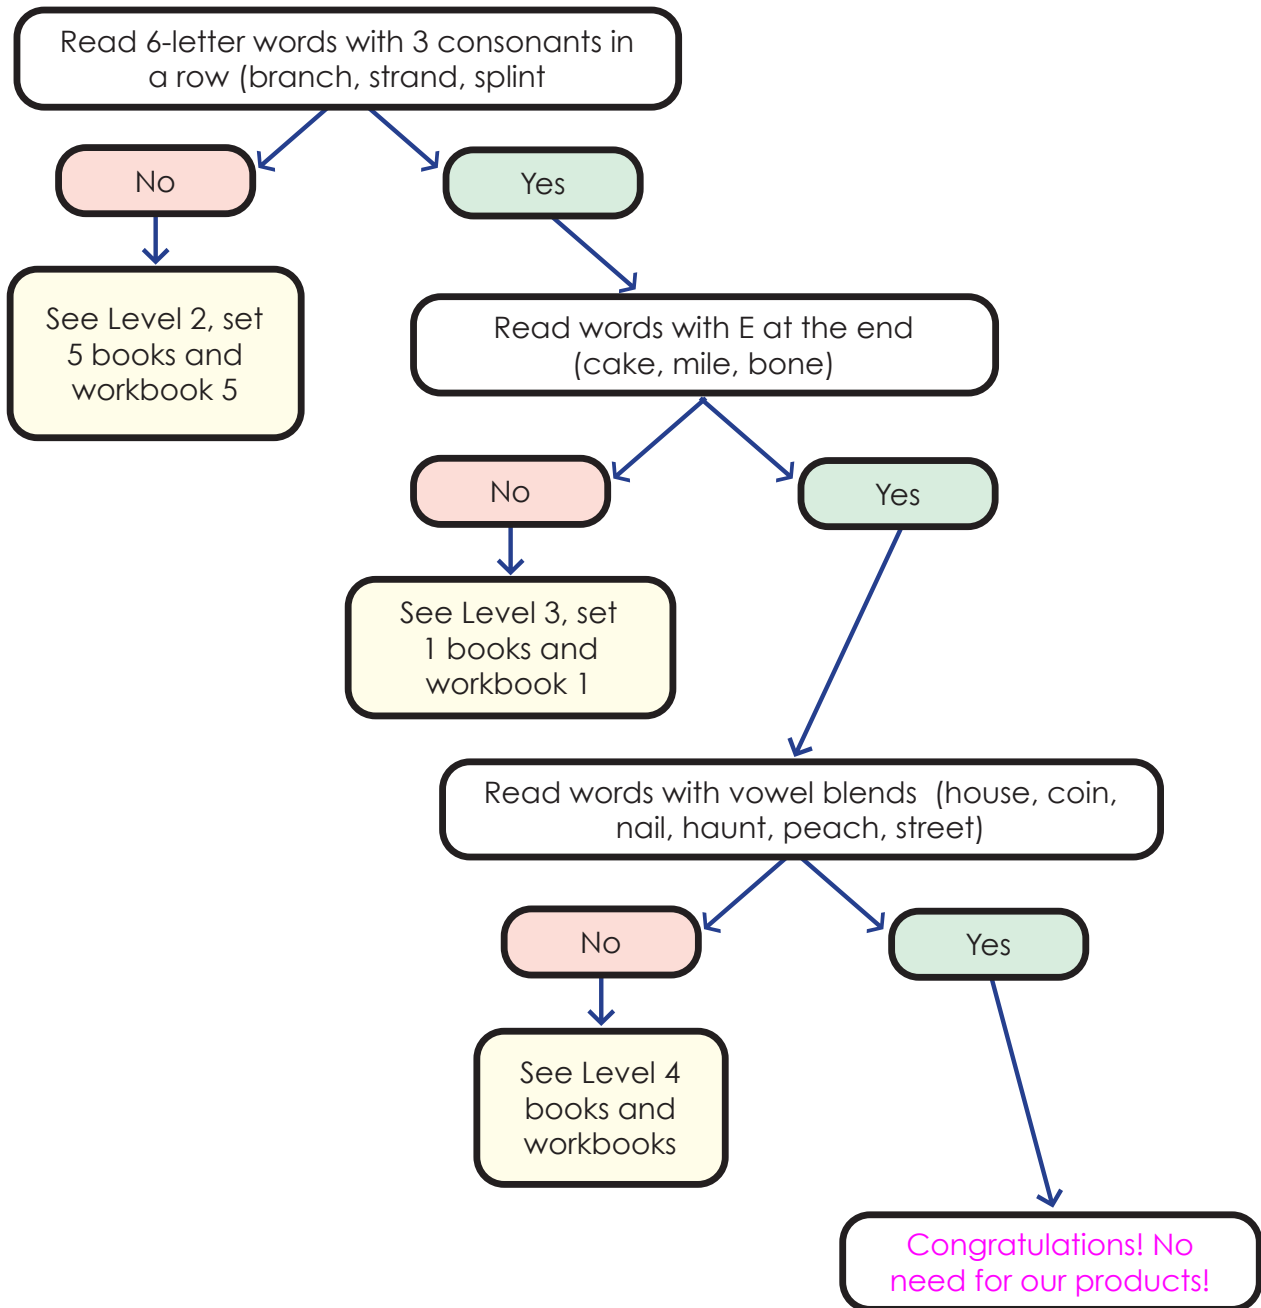 Read 6-letter words with 3 consonants in
a row (branch, strand, splint
No
Yes
See Level 2, set
5 books and
workbook 5
Read words with E at the end
(cake, mile, bone)
No
Yes
See Level 3, set
1 books and
workbook 1
Read words with vowel blends  (house, coin,
nail, haunt, peach, street)
No
Yes
See Level 4
books and
workbooks
Congratulations! No
need for our products!